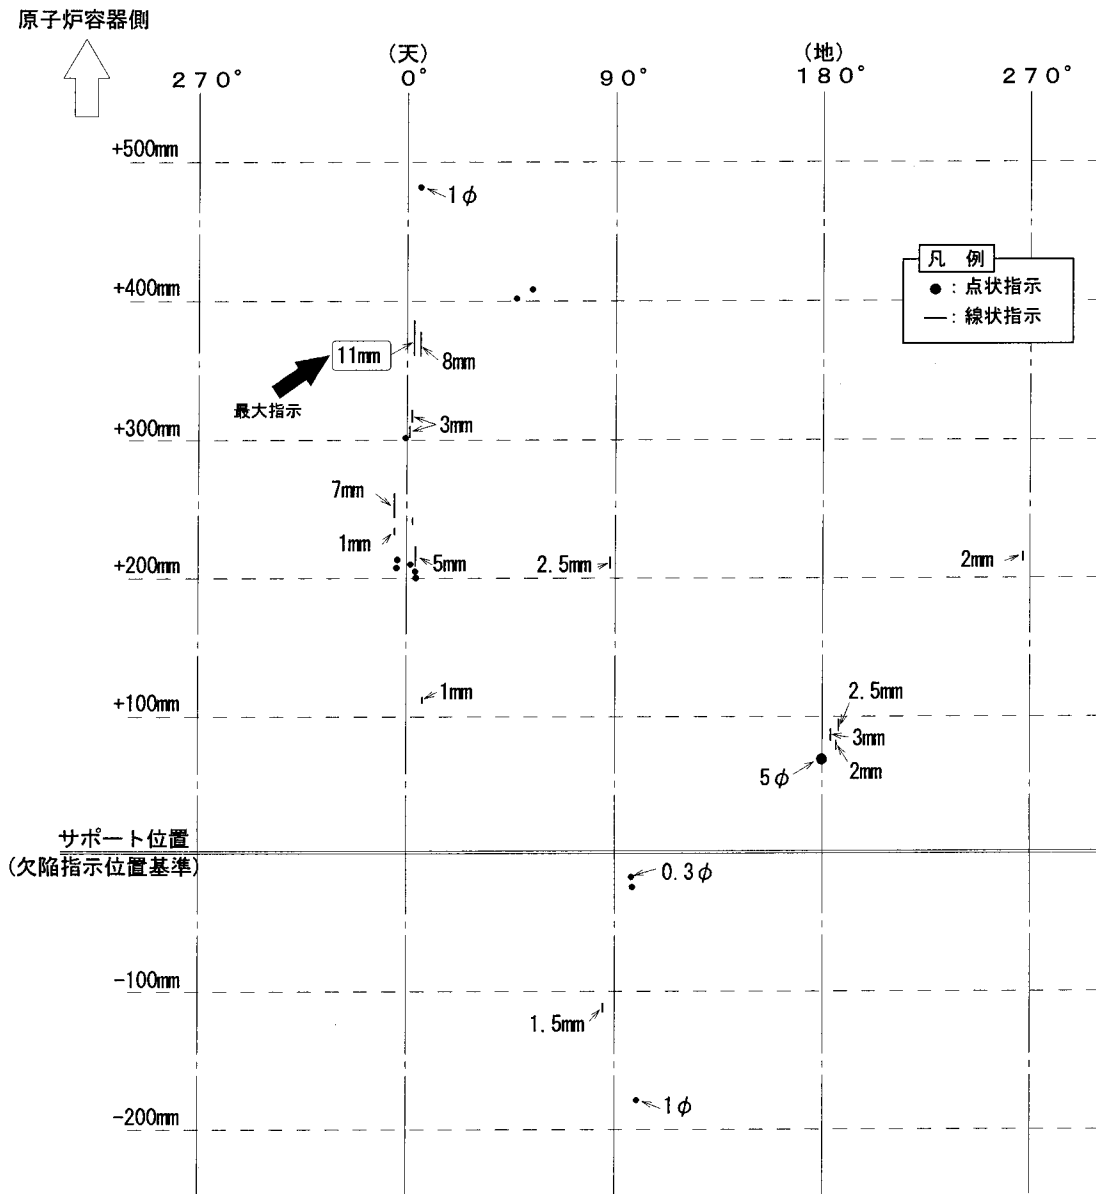 原子炉容器側
(天)
(地)
270°
0°
90°
180°
270°
+500mm
1φ
凡 例
●: 点状指示
—: 線状指示
+400mm
11mm
8mm
最大指示
3mm
+300mm
7mm
1mm
5mm
2.5mm
2mm
+200mm
1mm
+100mm
2.5mm
3mm
2mm
5φ
サポート位置
(欠陥指示位置基準)
0.3φ
-100mm
1.5mm
1φ
-200mm